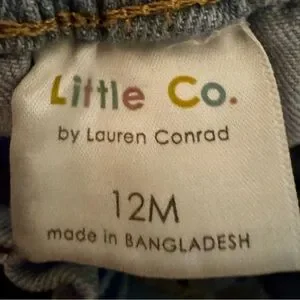 Little Co.
by Lauren Conrad
12M
made in BANGLADESH